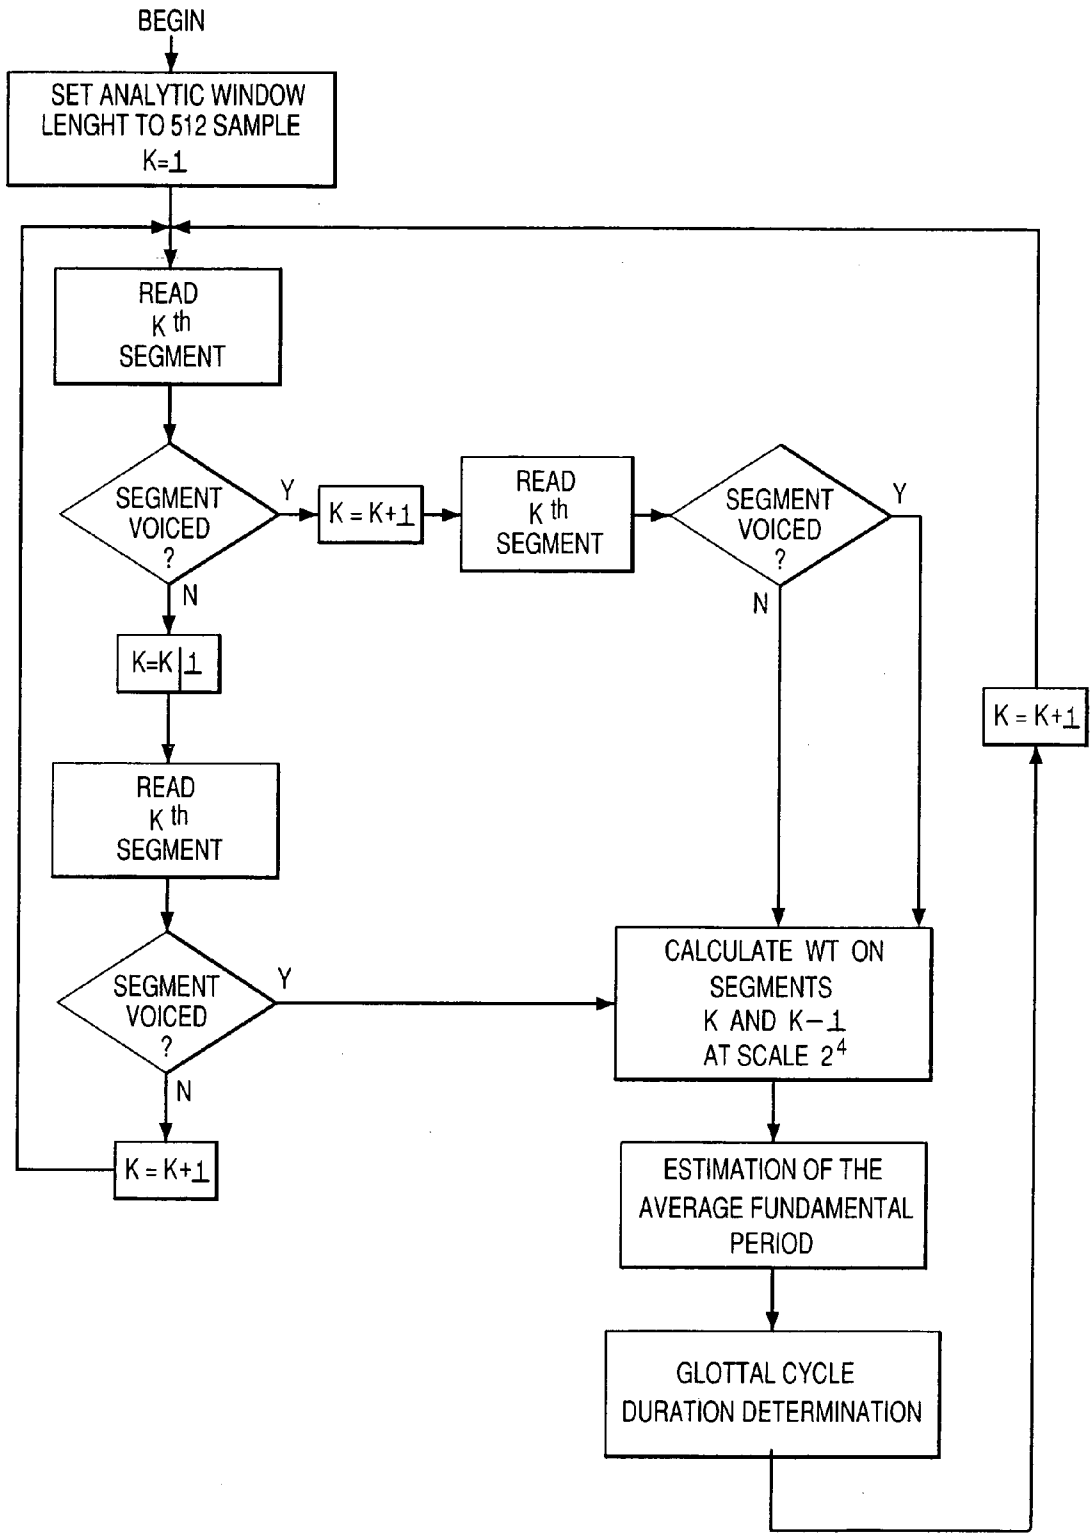 BEGIN
SET ANALYTIC WINDOW
LENGHT TO 512 SAMPLE
K=1
READ
K th
SEGMENT
SEGMENT
VOICED
?
Y
N
K = K+1
READ
K th
SEGMENT
SEGMENT
VOICED
?
Y
N
K=K|1
READ
K th
SEGMENT
SEGMENT
VOICED
?
Y
N
K = K+1
K = K+1
CALCULATE WT ON
SEGMENTS
K AND K-1
AT SCALE 2^4
ESTIMATION OF THE
AVERAGE FUNDAMENTAL
PERIOD
GLOTTAL CYCLE
DURATION DETERMINATION